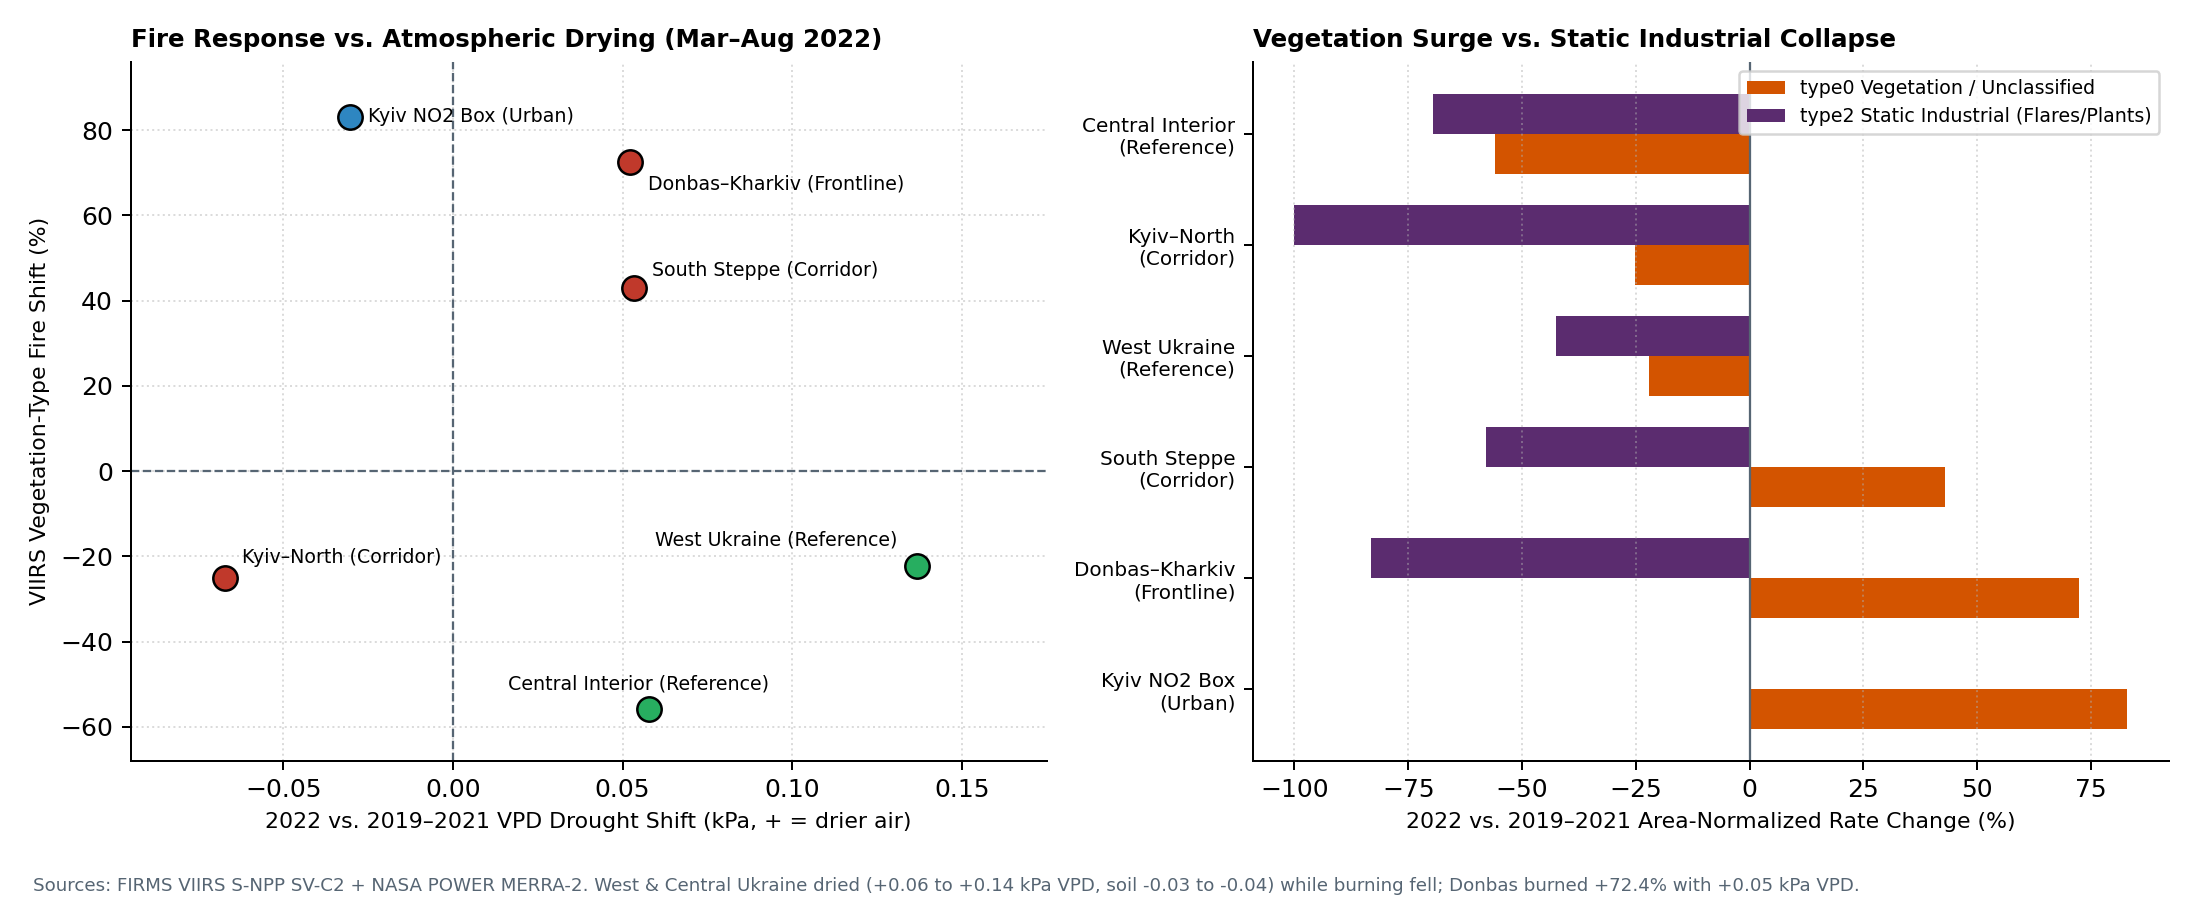 Fire Response vs. Atmospheric Drying (Mar–Aug 2022)
VIIRS Vegetation-Type Fire Shift (%)
80
60
40
20
0
−20
−40
−60
Kyiv NO2 Box (Urban)
Donbas–Kharkiv (Frontline)
South Steppe (Corridor)
West Ukraine (Reference)
Kyiv–North (Corridor)
Central Interior (Reference)
−0.05
0.00
0.05
0.10
0.15
2022 vs. 2019–2021 VPD Drought Shift (kPa, + = drier air)
Vegetation Surge vs. Static Industrial Collapse
type0 Vegetation / Unclassified
type2 Static Industrial (Flares/Plants)
Central Interior
(Reference)
Kyiv–North
(Corridor)
West Ukraine
(Reference)
South Steppe
(Corridor)
Donbas–Kharkiv
(Frontline)
Kyiv NO2 Box
(Urban)
−100
−75
−50
−25
0
25
50
75
2022 vs. 2019–2021 Area-Normalized Rate Change (%)
Sources: FIRMS VIIRS S-NPP SV-C2 + NASA POWER MERRA-2. West & Central Ukraine dried (+0.06 to +0.14 kPa VPD, soil -0.03 to -0.04) while burning fell; Donbas burned +72.4% with +0.05 kPa VPD.